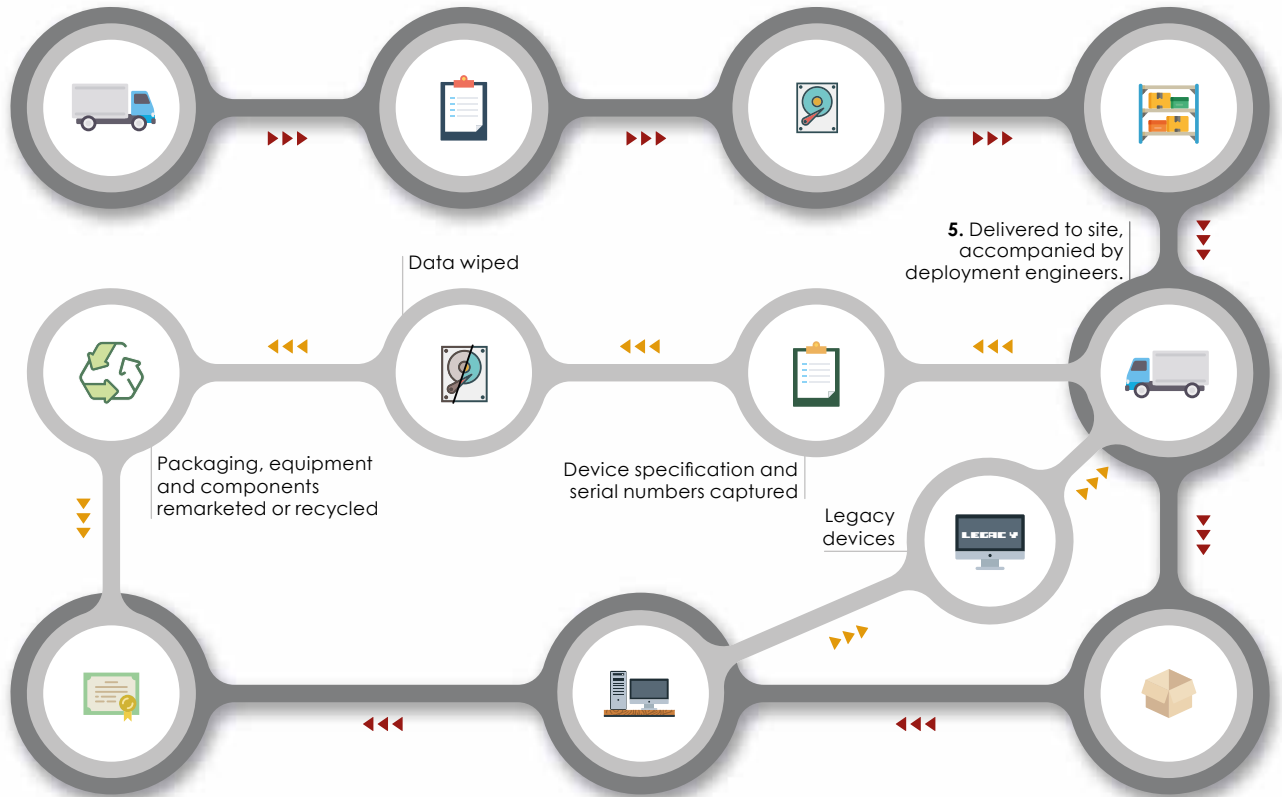 5. Delivered to site,
accompanied by
deployment engineers.
Data wiped
Packaging, equipment
and components
remarketed or recycled
Device specification and
serial numbers captured
Legacy
devices
LEGACY